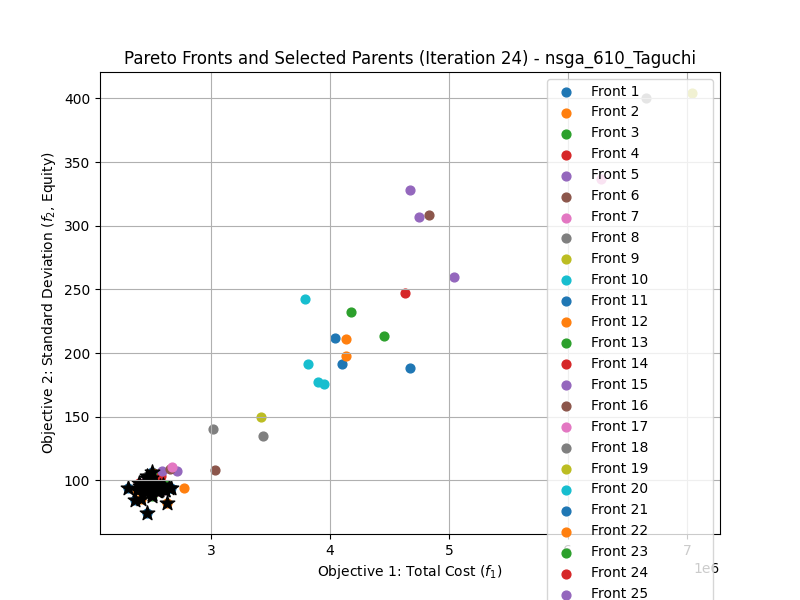 Pareto Fronts and Selected Parents (Iteration 24) - nsga_610_Taguchi
Objective 2: Standard Deviation (f₂, Equity)
400
350
300
250
200
150
100
3
4
5
6
7
1e6
Objective 1: Total Cost (f₁)
Front 1
Front 2
Front 3
Front 4
Front 5
Front 6
Front 7
Front 8
Front 9
Front 10
Front 11
Front 12
Front 13
Front 14
Front 15
Front 16
Front 17
Front 18
Front 19
Front 20
Front 21
Front 22
Front 23
Front 24
Front 25